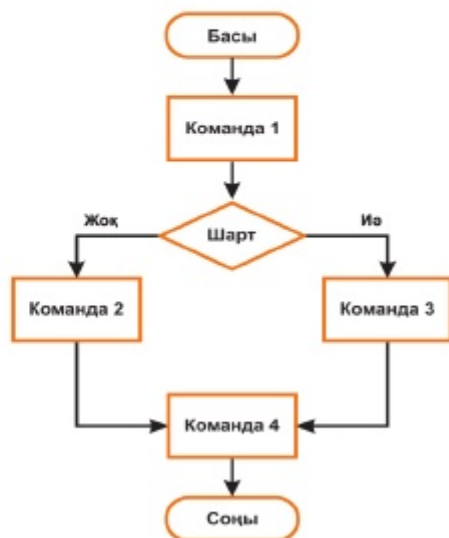 Басы
Команда 1
Шарт
Жоқ
Иә
Команда 2
Команда 3
Команда 4
Соңы